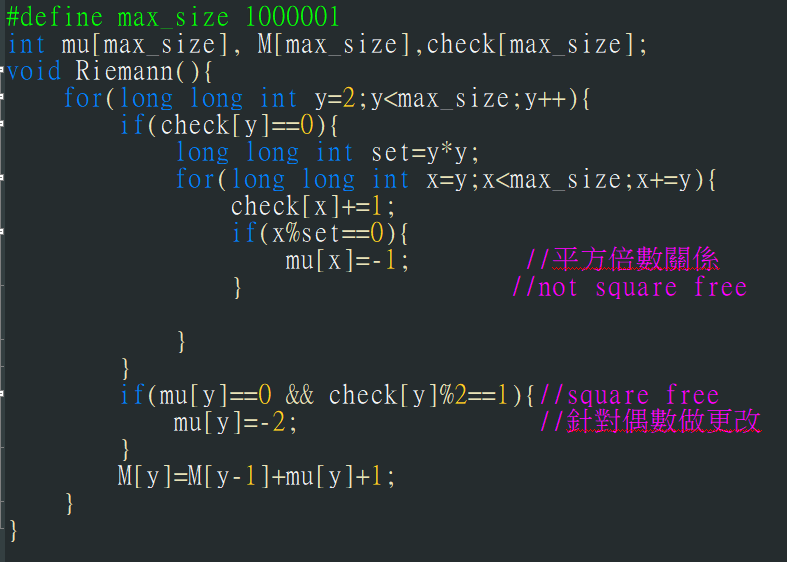 #define max_size 1000001
int mu[max_size], M[max_size],check[max_size];
void Riemann(){
for(long long int y=2;y<max_size;y++){
if(check[y]==0){
long long int set=y*y;
for(long long int x=y;x<max_size;x+=y){
check[x]+=1;
if(x%set==0){
mu[x]=-1; //平方倍數關係
} //not square free
}
}
if(mu[y]==0 && check[y]%2==1){//square free
mu[y]=-2; //針對偶數做更改
}
M[y]=M[y-1]+mu[y]+1;
}
}